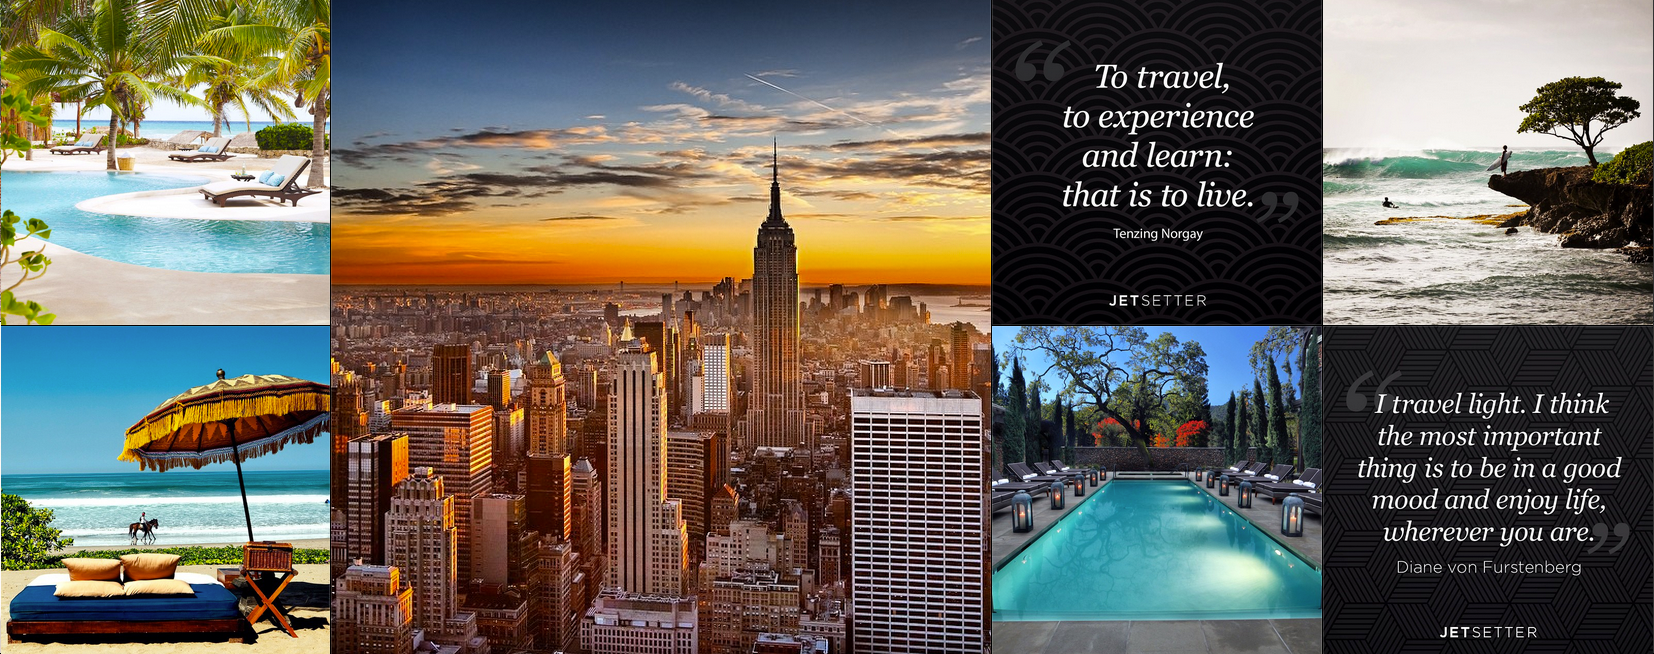 “ To travel,
to experience
and learn:
that is to live. ”
Tenzing Norgay
JETSETTER
“ I travel light. I think
the most important
thing is to be in a good
mood and enjoy life,
wherever you are. ”
Diane von Furstenberg
JETSETTER